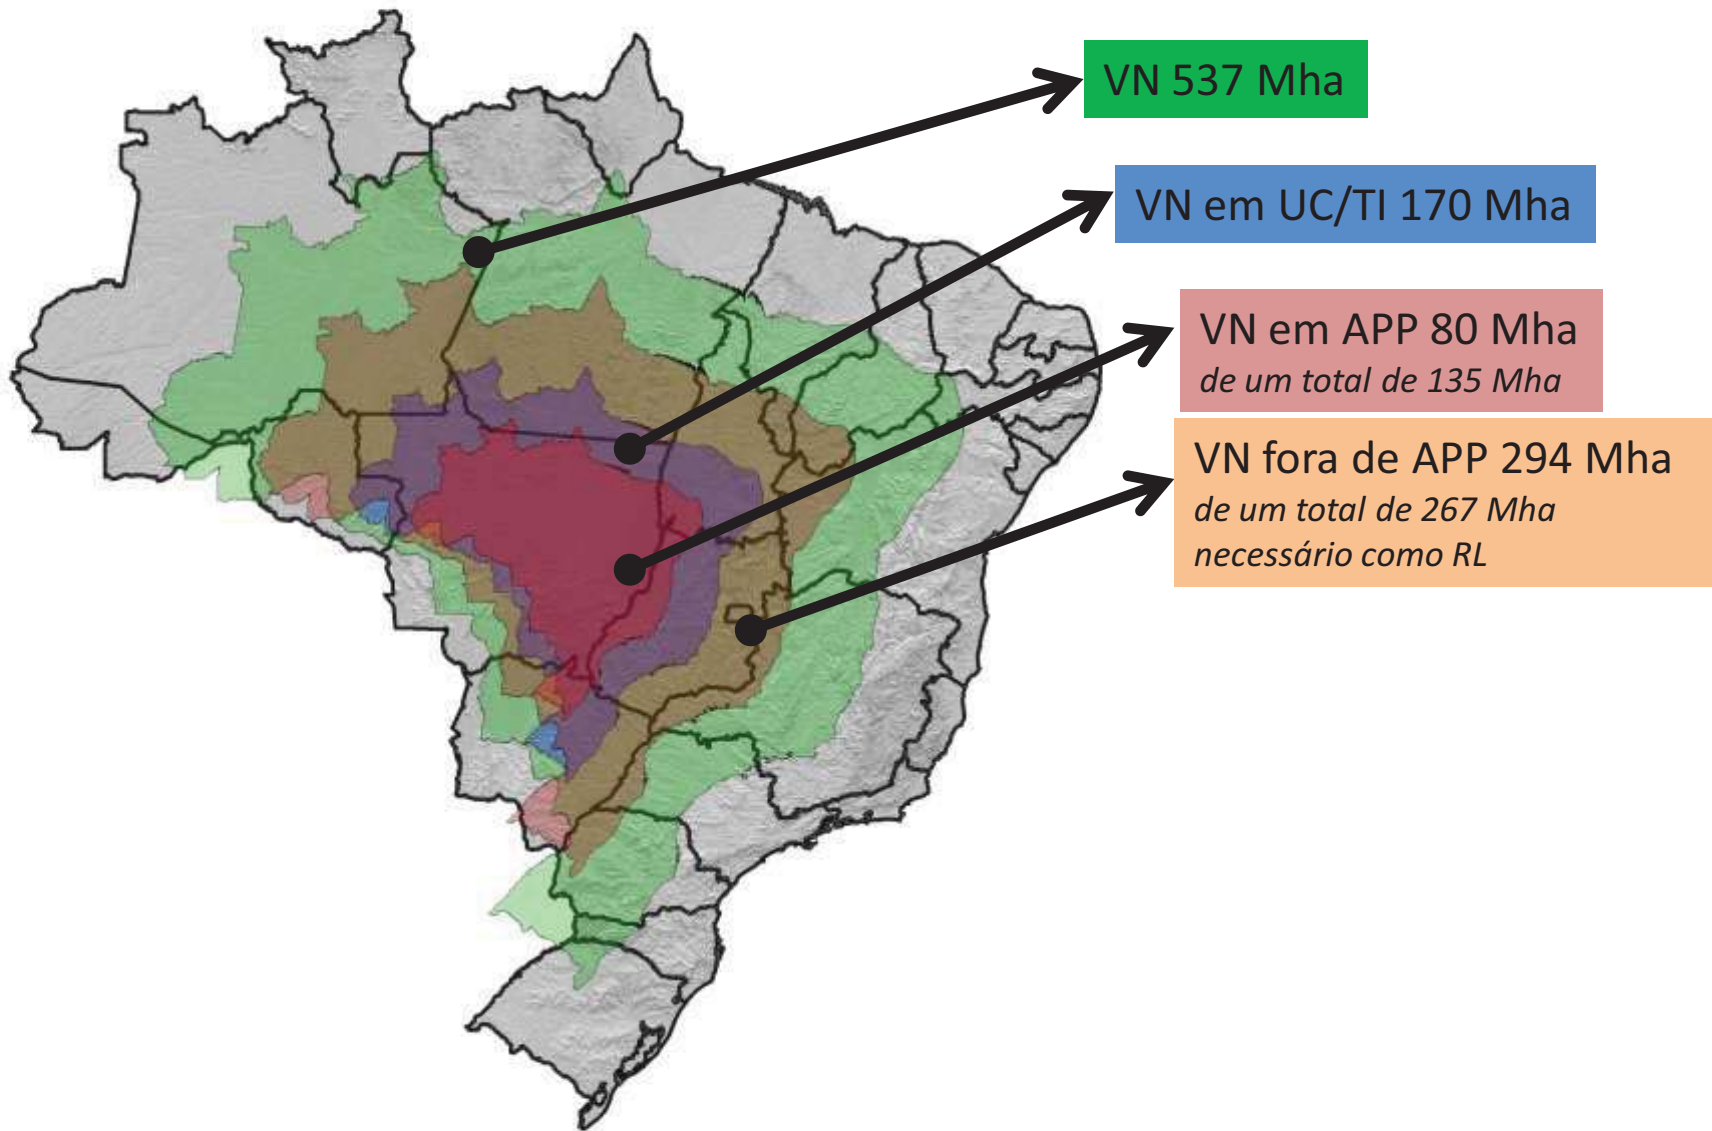 VN 537 Mha
VN em UC/TI 170 Mha
VN em APP 80 Mha
de um total de 135 Mha
VN fora de APP 294 Mha
de um total de 267 Mha
necessário como RL